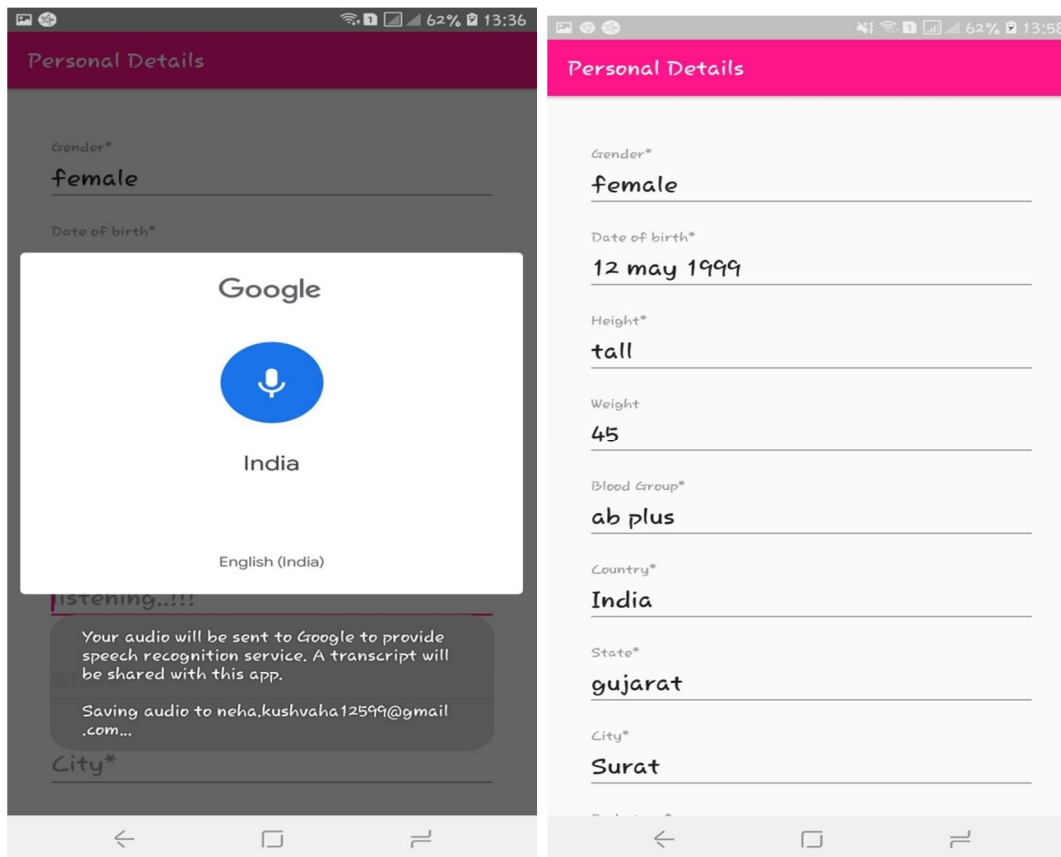 62% 13:36
Personal Details
Gender*
female
Date of birth*
Google
India
English (India)
listening..!!!
Your audio will be sent to Google to provide
speech recognition service. A transcript will
be shared with this app.
Saving audio to neha.kushvaha12599@gmail
.com...
City*
62% 13:58
Personal Details
Gender*
female
Date of birth*
12 may 1999
Height*
tall
Weight
45
Blood Group*
ab plus
Country*
India
State*
gujarat
City*
Surat